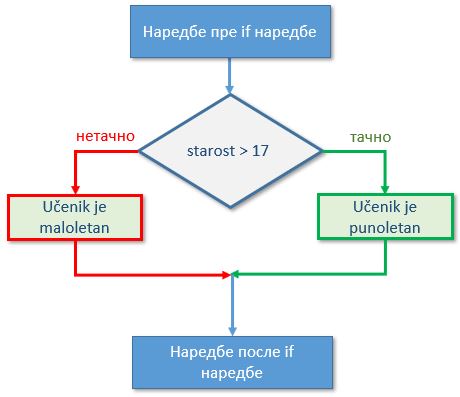 Наредбе пре if наредбе
нетачно
тачно
starost > 17
Učenik je
maloletan
Učenik je
punoletan
Наредбе после if
наредбе